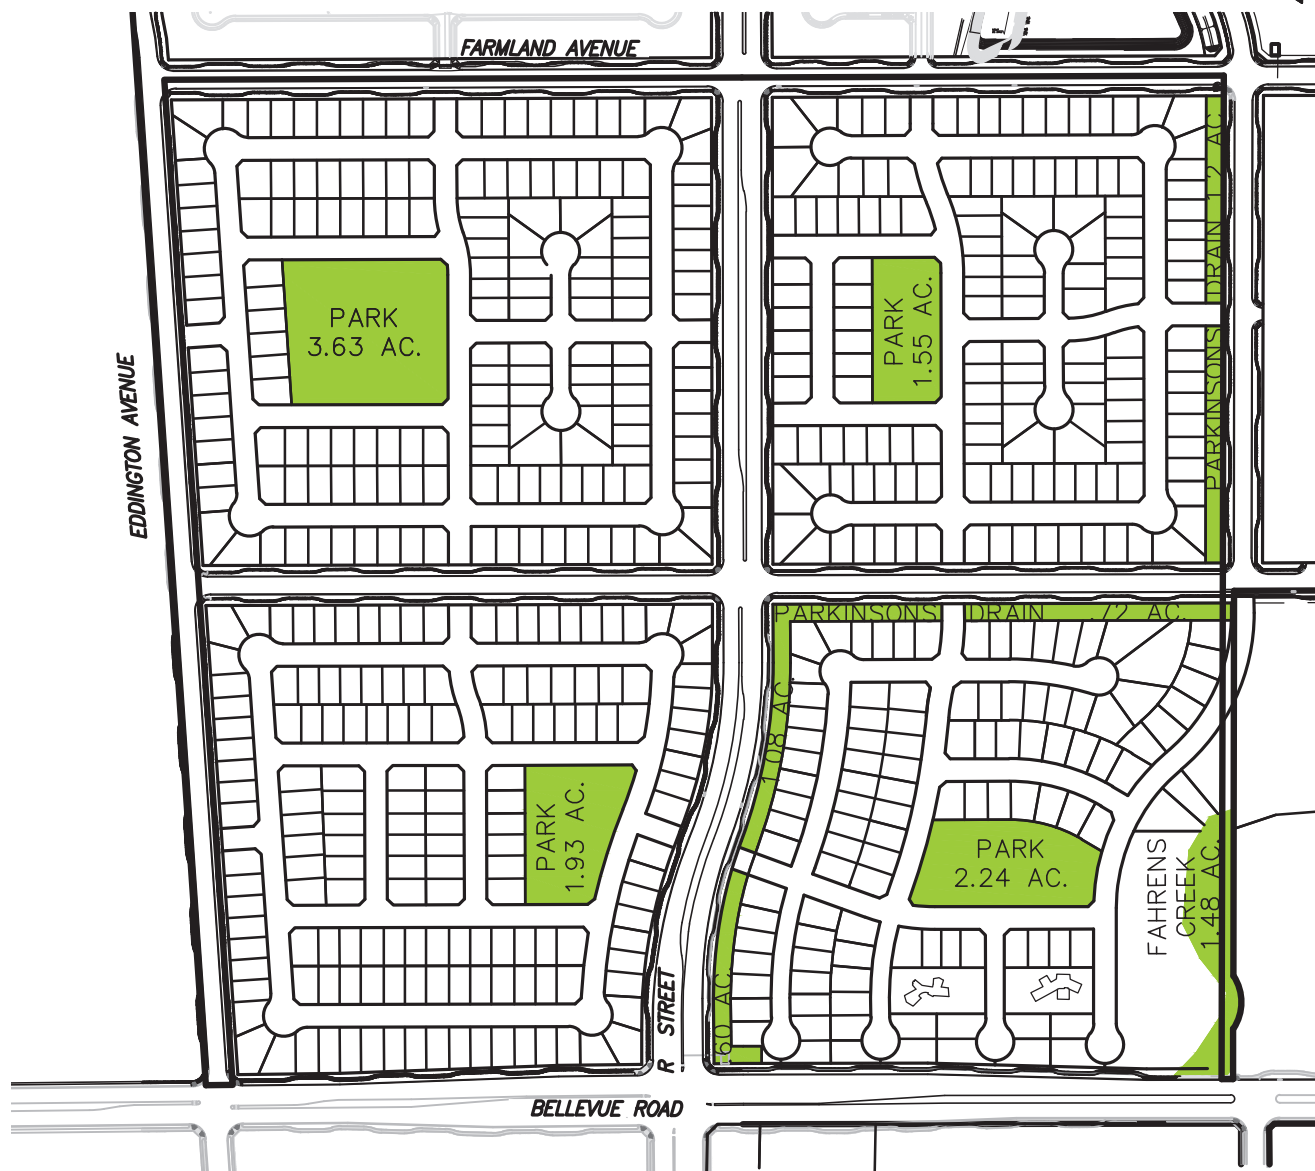 FARMLAND AVENUE
PARKINSONS DRAIN 1.2 AC.
PARK
3.63 AC.
PARK
1.55 AC.
EDDINGTON AVENUE
PARKINSONS DRAIN .72 AC.
1.08 AC.
PARK
1.93 AC.
PARK
2.24 AC.
FAHRENS
CREEK
1.48 AC.
.60 AC.
R STREET
BELLEVUE ROAD